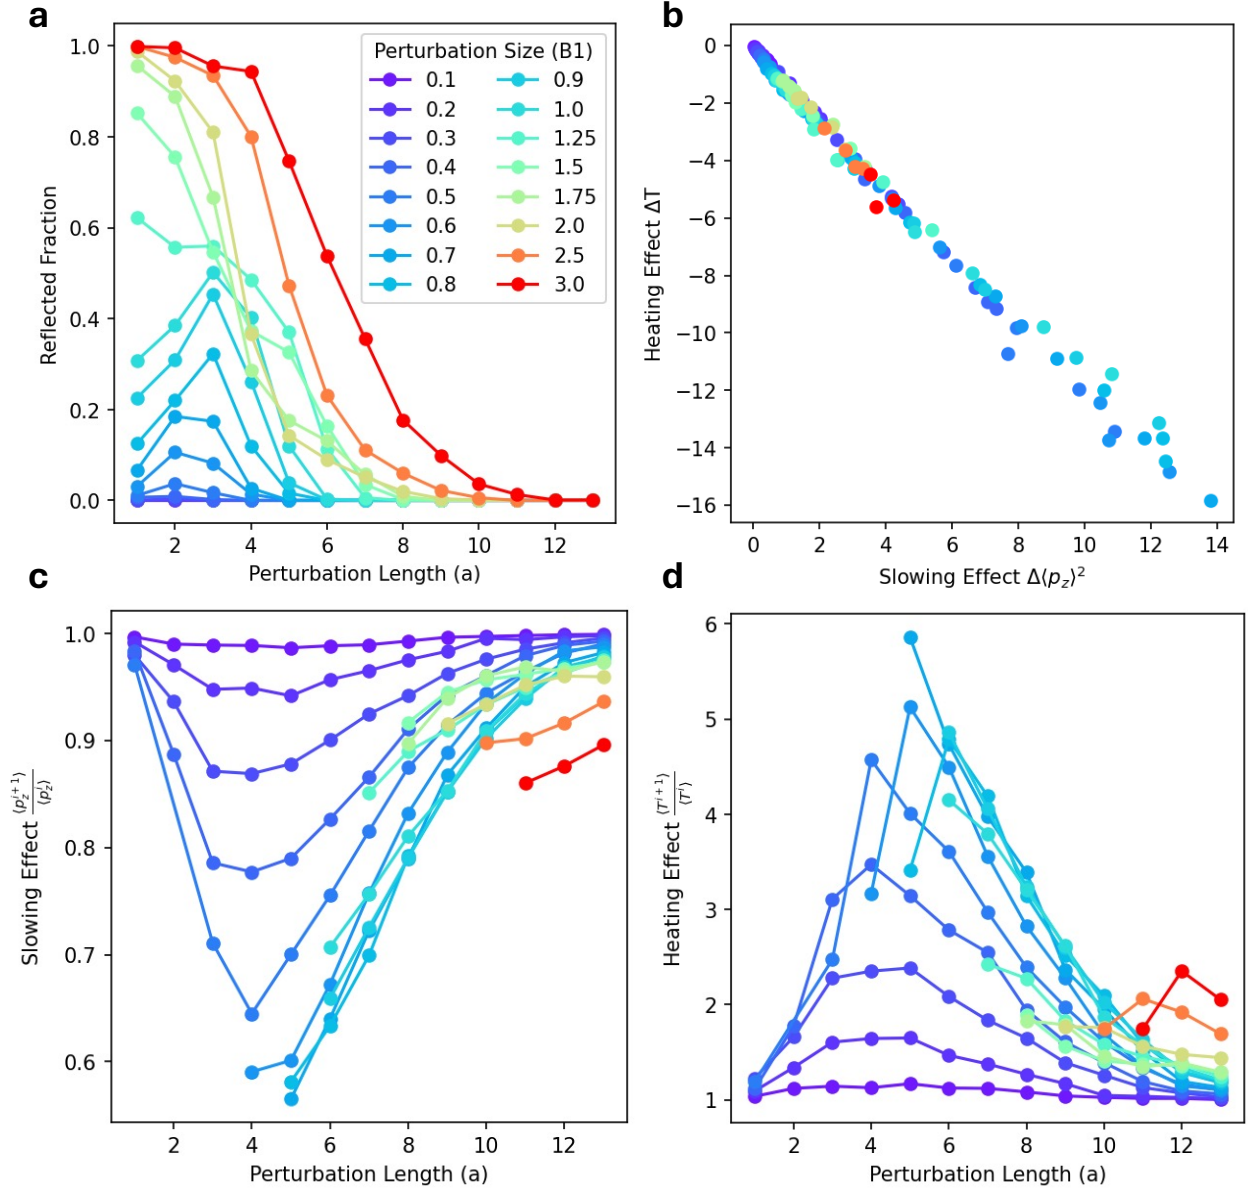 a
1.0
0.8
0.6
0.4
0.2
0.0
Reflected Fraction
2 4 6 8 10 12
Perturbation Length (a)
Perturbation Size (B1)
0.1 0.9
0.2 1.0
0.3 1.25
0.4 1.5
0.5 1.75
0.6 2.0
0.7 2.5
0.8 3.0
b
0
−2
−4
−6
−8
−10
−12
−14
−16
Heating Effect ΔT
0 2 4 6 8 10 12 14
Slowing Effect Δ⟨p_z⟩²
c
1.0
0.9
0.8
0.7
0.6
Slowing Effect ⟨p_z^{i+1}⟩/⟨p_z^i⟩
2 4 6 8 10 12
Perturbation Length (a)
d
6
5
4
3
2
1
Heating Effect ⟨T^{i+1}⟩/⟨T^i⟩
2 4 6 8 10 12
Perturbation Length (a)